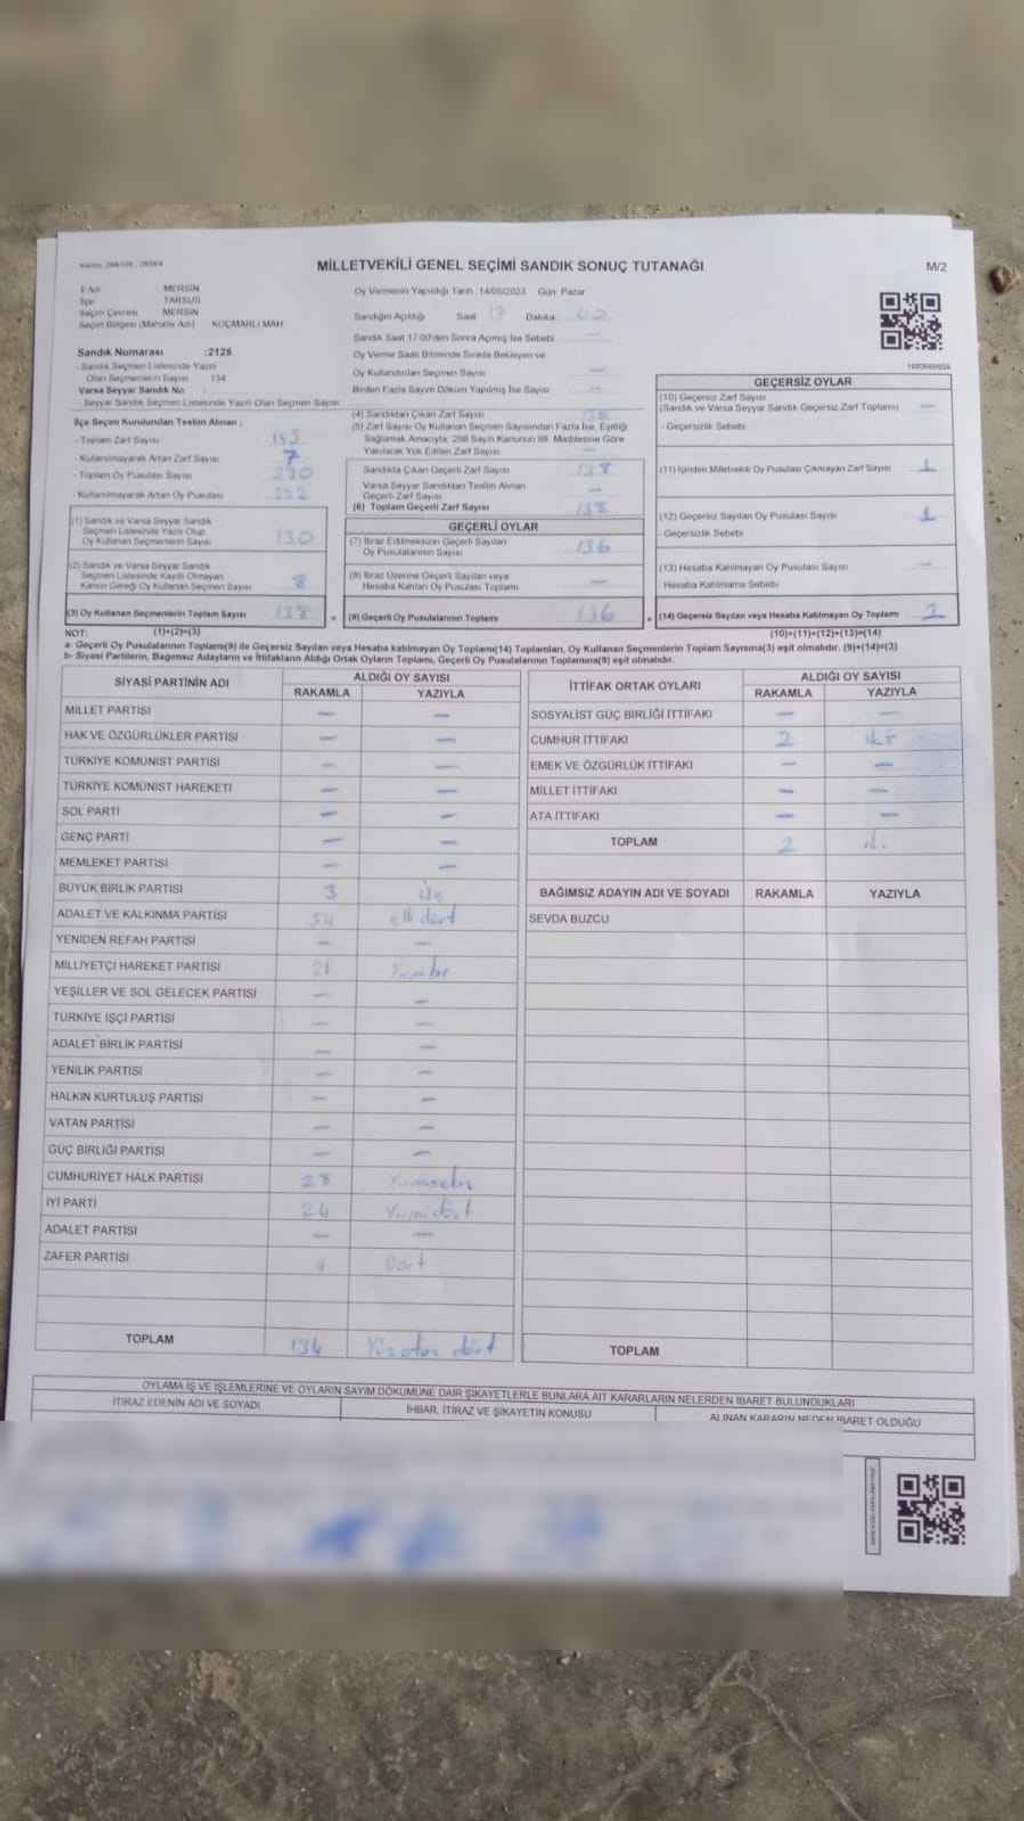 MİLLETVEKİLİ GENEL SEÇİMİ SANDIK SONUÇ TUTANAĞI
M/2
MERSİN
İlçe TARSUS
Seçim Çevresi MERSİN
Seçim Bölgesi (Mahalle Adı) KOÇMARLI MAH
Sandık Numarası :2125
- Sandık Seçmen Listesinde Yazılı
Olan Seçmenlerin Sayısı 134
Varsa Seyyar Sandık No
- Seyyar Sandık Seçmen Listesinde Yazılı Olan Seçmen Sayısı
İlçe Seçim Kurulundan Teslim Alınan :
- Toplam Zarf Sayısı
- Kullanılmayarak Artan Zarf Sayısı 7
- Toplam Oy Pusulası Sayısı
- Kullanılmayarak Artan Oy Pusulası
(1) Sandık ve Varsa Seyyar Sandık
Seçmen Listesinde Yazılı Olup
Oy Kullanan Seçmenlerin Sayısı 130
(2) Sandık ve Varsa Seyyar Sandık
Seçmen Listesinde Kayıtlı Olmayan
Kanun Gereği Oy Kullanan Seçmen Sayısı 8
(3) Oy Kullanan Seçmenlerin Toplam Sayısı 138 =
(1)+(2)=(3)
Oy Vermenin Yapıldığı Tarih : 14/05/2023 Gün: Pazar
Sandığın Açıldığı Saat 17 Dakika
Sandık Saat 17:00'den Sonra Açılmış İse Sebebi —
Oy Verme Saati Bitiminde Sırada Bekleyen ve
Oy Kullandırılan Seçmen Sayısı —
Birden Fazla Sayım Döküm Yapılmış İse Sayısı —
(4) Sandıktan Çıkan Zarf Sayısı 138
(5) Zarf Sayısı Oy Kullanan Seçmen Sayısından Fazla İse, Eşitliği
Sağlamak Amacıyla, 298 Sayılı Kanunun 98. Maddesine Göre
Yakılarak Yok Edilen Zarf Sayısı —
Sandıkta Çıkan Geçerli Zarf Sayısı 138
Varsa Seyyar Sandıktan Teslim Alınan
Geçerli Zarf Sayısı —
(6) Toplam Geçerli Zarf Sayısı 138
GEÇERLİ OYLAR
(7) İtiraz Edilmeksizin Geçerli Sayılan
Oy Pusulalarının Sayısı 136
(8) İtiraz Üzerine Geçerli Sayılan veya
Hesaba Katılan Oy Pusulası Toplamı —
(9) Geçerli Oy Pusulalarının Toplamı 136 +
GEÇERSİZ OYLAR
(10) Geçersiz Zarf Sayısı
(Sandık ve Varsa Seyyar Sandık Geçersiz Zarf Toplamı) —
- Geçersizlik Sebebi
(11) İçinden Milletvekili Oy Pusulası Çıkmayan Zarf Sayısı 1
(12) Geçersiz Sayılan Oy Pusulası Sayısı 1
- Geçersizlik Sebebi
(13) Hesaba Katılmayan Oy Pusulası Sayısı —
Hesaba Katılmama Sebebi
(14) Geçersiz Sayılan veya Hesaba Katılmayan Oy Toplamı 2
(10)+(11)+(12)+(13)=(14)
NOT:
a- Geçerli Oy Pusulalarının Toplamı(9) ile Geçersiz Sayılan veya Hesaba katılmayan Oy Toplamı(14) Toplamları, Oy Kullanan Seçmenlerin Toplam Sayısına(3) eşit olmalıdır. (9)+(14)=(3)
b- Siyasi Partilerin, Bağımsız Adayların ve İttifakların Aldığı Ortak Oyların Toplamı, Geçerli Oy Pusulalarının Toplamına(9) eşit olmalıdır.
SİYASİ PARTİNİN ADI ALDIĞI OY SAYISI
RAKAMLA YAZIYLA
MİLLET PARTİSİ — —
HAK VE ÖZGÜRLÜKLER PARTİSİ — —
TÜRKİYE KOMÜNİST PARTİSİ — —
TÜRKİYE KOMÜNİST HAREKETİ — —
SOL PARTİ — —
GENÇ PARTİ — —
MEMLEKET PARTİSİ — —
BÜYÜK BİRLİK PARTİSİ 3 üç
ADALET VE KALKINMA PARTİSİ 54 elli dört
YENİDEN REFAH PARTİSİ — —
MİLLİYETÇİ HAREKET PARTİSİ 21 Yirmi bir
YEŞİLLER VE SOL GELECEK PARTİSİ — —
TÜRKİYE İŞÇİ PARTİSİ — —
ADALET BİRLİK PARTİSİ — —
YENİLİK PARTİSİ — —
HALKIN KURTULUŞ PARTİSİ — —
VATAN PARTİSİ — —
GÜÇ BİRLİĞİ PARTİSİ — —
CUMHURİYET HALK PARTİSİ 28 Yirmisekiz
İYİ PARTİ 24 Yirmi dört
ADALET PARTİSİ — —
ZAFER PARTİSİ 4 Dört
TOPLAM 134 Yüz otuz dört
İTTİFAK ORTAK OYLARI ALDIĞI OY SAYISI
RAKAMLA YAZIYLA
SOSYALİST GÜÇ BİRLİĞİ İTTİFAKI — —
CUMHUR İTTİFAKI 2 iki
EMEK VE ÖZGÜRLÜK İTTİFAKI — —
MİLLET İTTİFAKI — —
ATA İTTİFAKI — —
TOPLAM 2
BAĞIMSIZ ADAYIN ADI VE SOYADI RAKAMLA YAZIYLA
SEVDA BUZCU
TOPLAM
OYLAMA İŞ VE İŞLEMLERİNE VE OYLARIN SAYIM DÖKÜMÜNE DAİR ŞİKAYETLERLE BUNLARA AİT KARARLARIN NELERDEN İBARET BULUNDUKLARI
İTİRAZ EDENİN ADI VE SOYADI İHBAR, İTİRAZ VE ŞİKAYETİN KONUSU ALINAN KARARIN NEDEN İBARET OLDUĞU